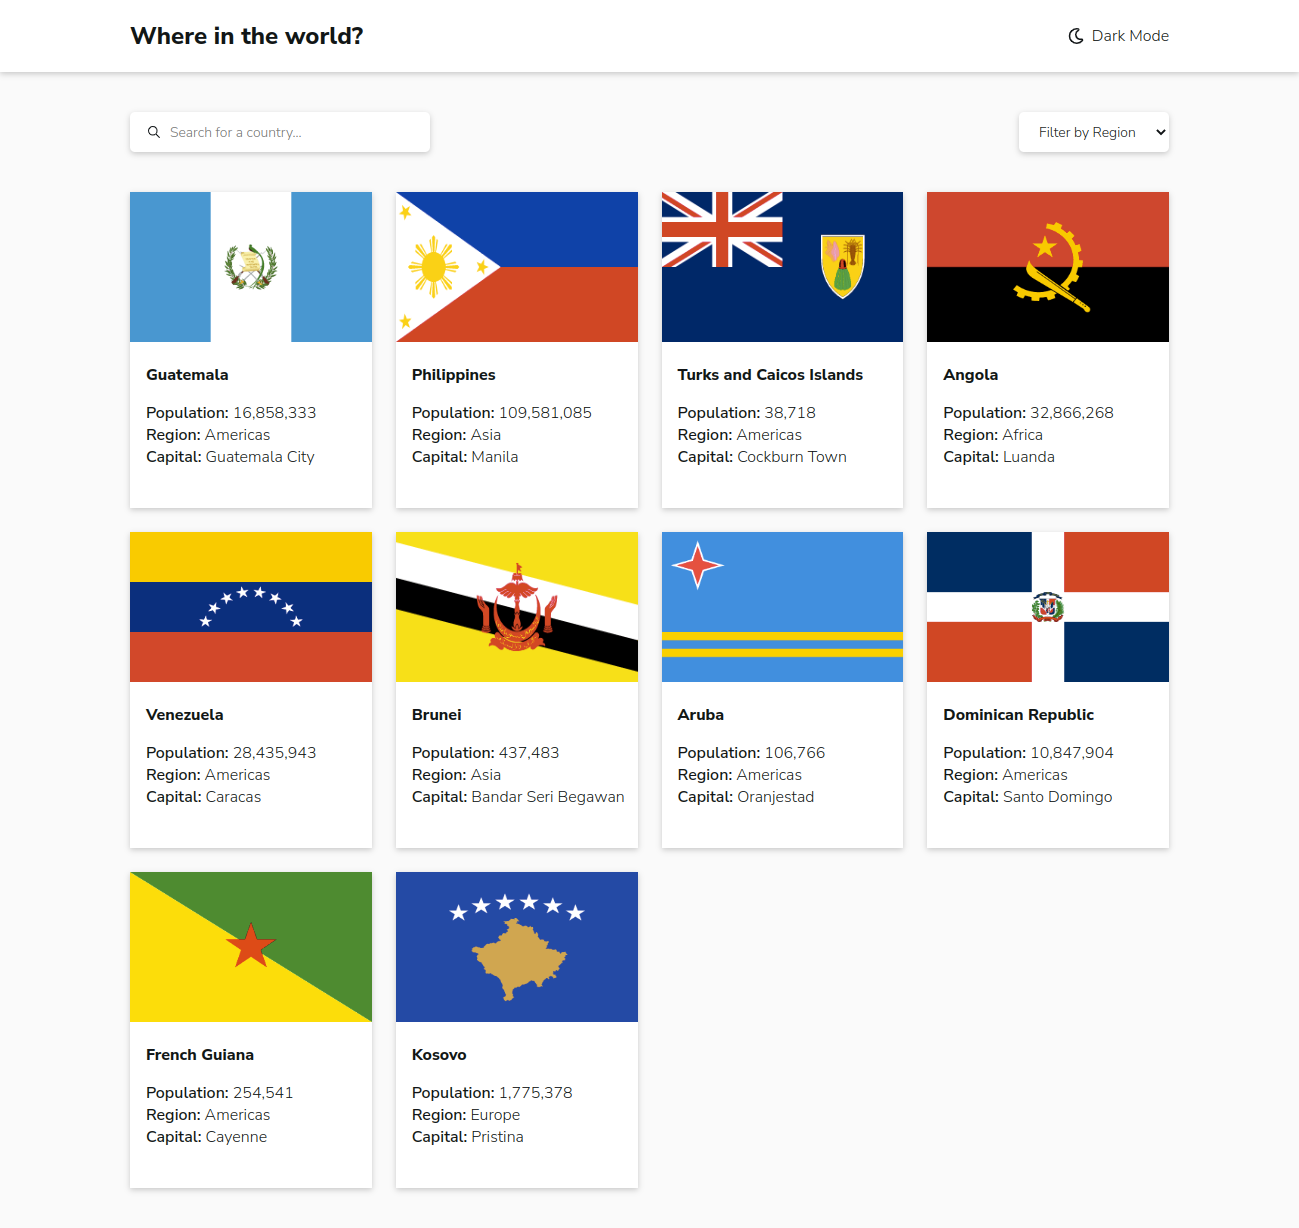 Where in the world?
Dark Mode
Search for a country...
Filter by Region
Guatemala
Population: 16,858,333
Region: Americas
Capital: Guatemala City
Philippines
Population: 109,581,085
Region: Asia
Capital: Manila
Turks and Caicos Islands
Population: 38,718
Region: Americas
Capital: Cockburn Town
Angola
Population: 32,866,268
Region: Africa
Capital: Luanda
Venezuela
Population: 28,435,943
Region: Americas
Capital: Caracas
Brunei
Population: 437,483
Region: Asia
Capital: Bandar Seri Begawan
Aruba
Population: 106,766
Region: Americas
Capital: Oranjestad
Dominican Republic
Population: 10,847,904
Region: Americas
Capital: Santo Domingo
French Guiana
Population: 254,541
Region: Americas
Capital: Cayenne
Kosovo
Population: 1,775,378
Region: Europe
Capital: Pristina